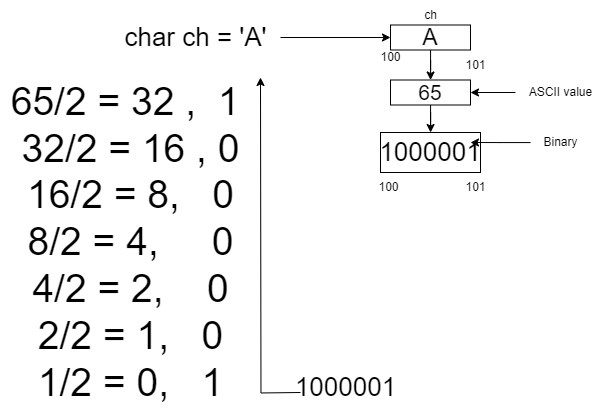 ch
char ch = 'A'
A
100
101
65/2 = 32 , 1
65
ASCII value
32/2 = 16 , 0
1000001
Binary
16/2 = 8, 0
100
101
8/2 = 4, 0
4/2 = 2, 0
2/2 = 1, 0
1/2 = 0, 1
1000001